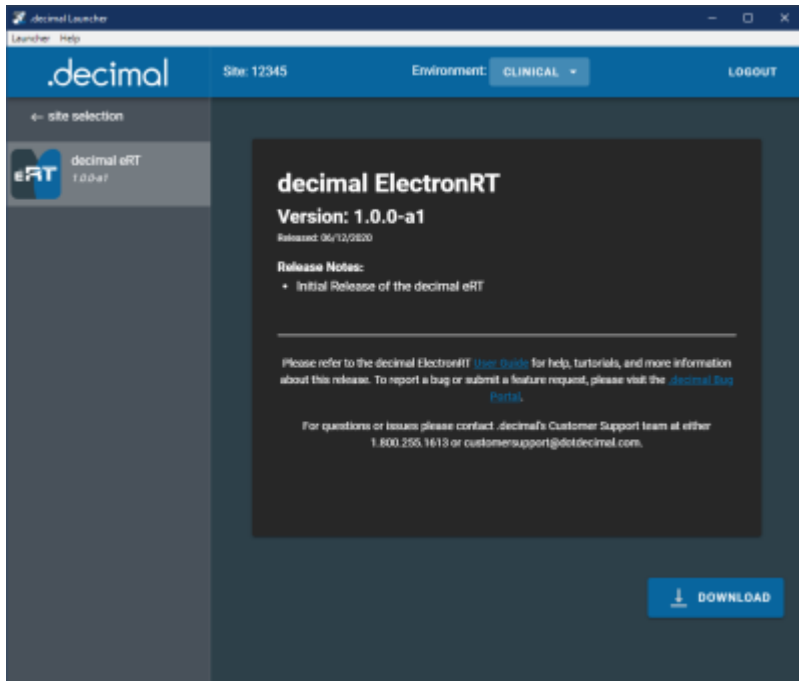 .decimal Launcher
Launcher Help
.decimal
Site: 12345
Environment:
CLINICAL
LOGOUT
← site selection
eRT
decimal eRT
1.0.0-a1
decimal ElectronRT
Version: 1.0.0-a1
Released: 06/12/2020
Release Notes:
• Initial Release of the decimal eRT
Please refer to the decimal ElectronRT User Guide for help, turtorials, and more information
about this release. To report a bug or submit a feature request, please visit the .decimal Bug
Portal.
For questions or issues please contact .decimal's Customer Support team at either
1.800.255.1613 or customersupport@dotdecimal.com.
DOWNLOAD